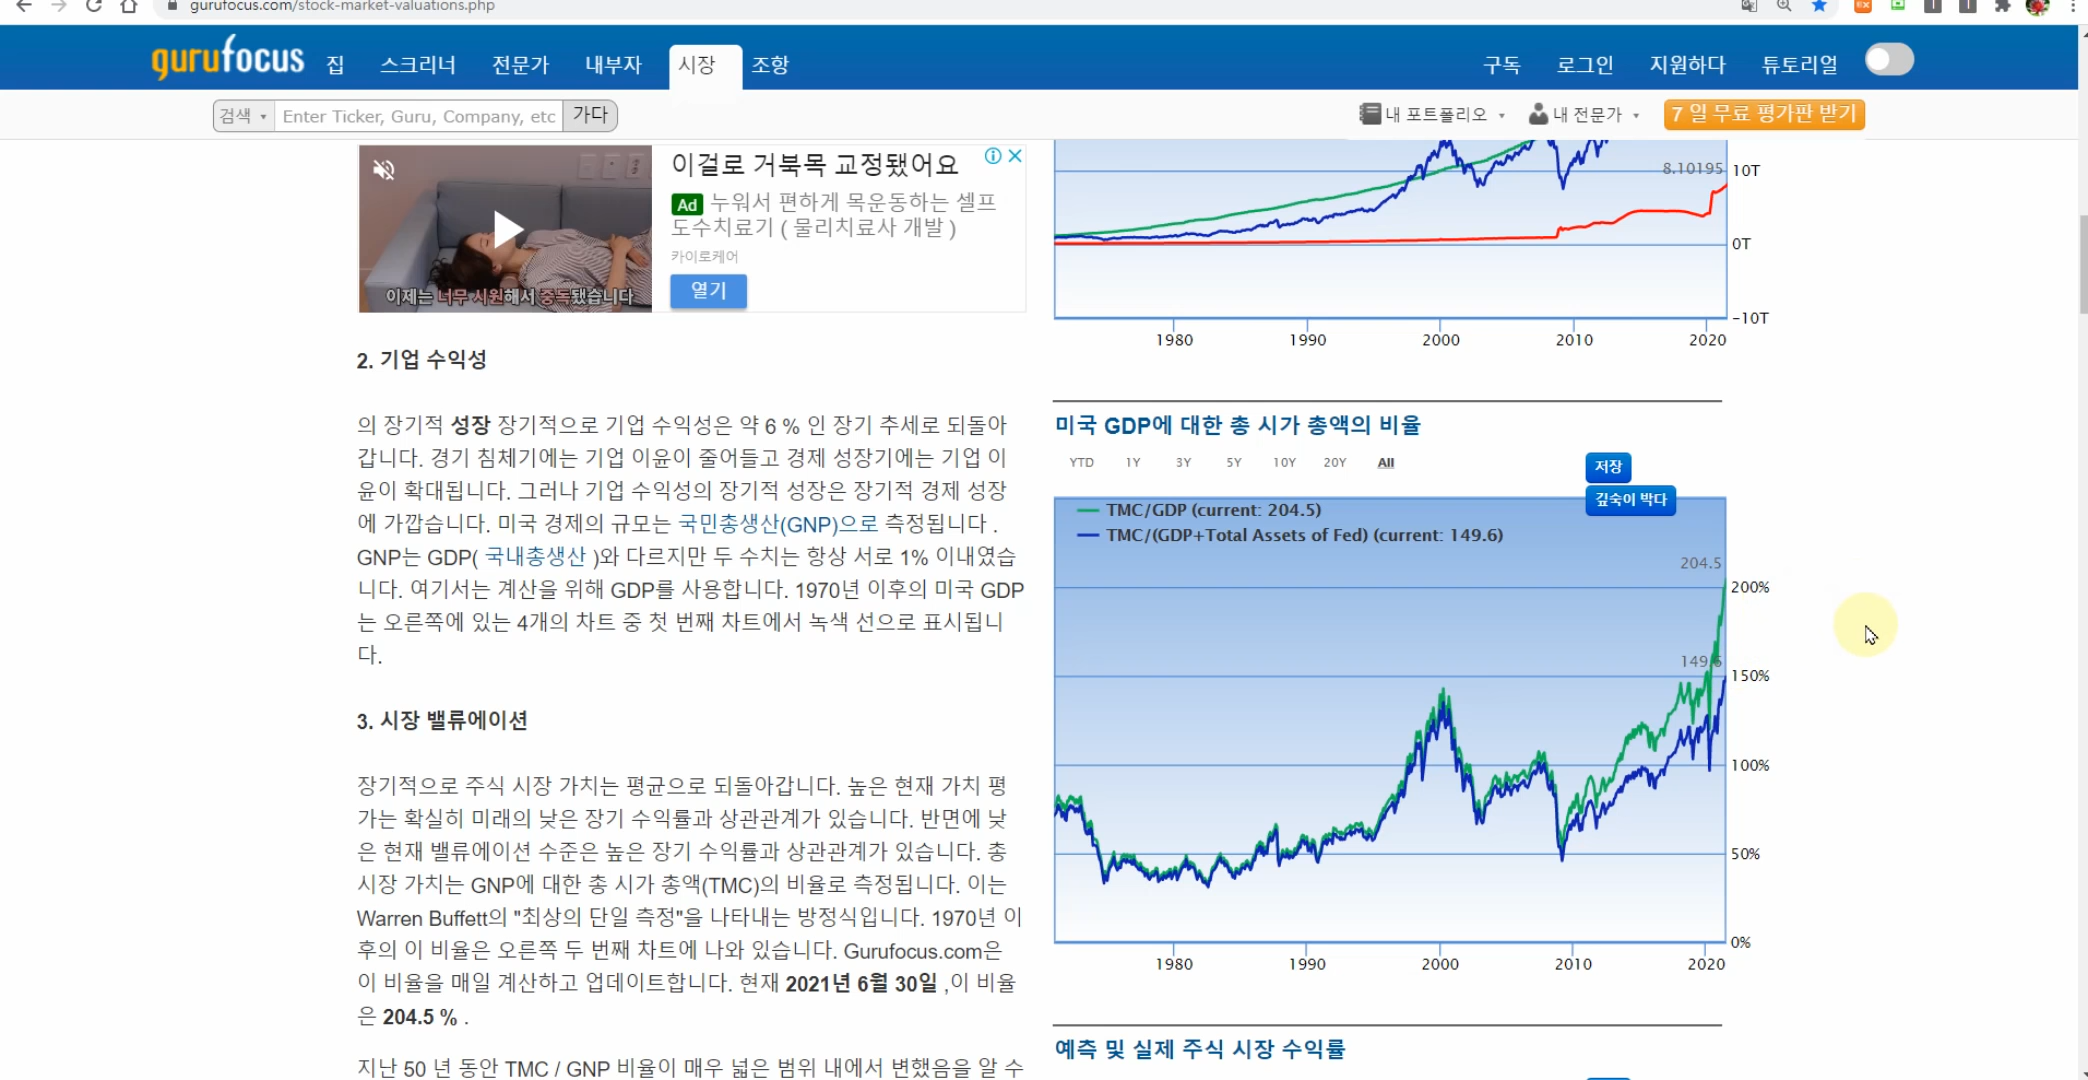 gurufocus.com/stock-market-valuations.php
gurufocus 집 스크리너 전문가 내부자 시장 조항 구독 로그인 지원하다 튜토리얼
검색 Enter Ticker, Guru, Company, etc 가다 내 포트폴리오 내 전문가 7 일 무료 평가판 받기
이걸로 거북목 교정됐어요
Ad 누워서 편하게 목운동하는 셀프
도수치료기 ( 물리치료사 개발 )
카이로케어
열기
이제는 너무 시원해서 중독됐습니다
2. 기업 수익성
의 장기적 성장 장기적으로 기업 수익성은 약 6 % 인 장기 추세로 되돌아
갑니다. 경기 침체기에는 기업 이윤이 줄어들고 경제 성장기에는 기업 이
윤이 확대됩니다. 그러나 기업 수익성의 장기적 성장은 장기적 경제 성장
에 가깝습니다. 미국 경제의 규모는 국민총생산(GNP)으로 측정됩니다 .
GNP는 GDP( 국내총생산 )와 다르지만 두 수치는 항상 서로 1% 이내였습
니다. 여기서는 계산을 위해 GDP를 사용합니다. 1970년 이후의 미국 GDP
는 오른쪽에 있는 4개의 차트 중 첫 번째 차트에서 녹색 선으로 표시됩니
다.
3. 시장 밸류에이션
장기적으로 주식 시장 가치는 평균으로 되돌아갑니다. 높은 현재 가치 평
가는 확실히 미래의 낮은 장기 수익률과 상관관계가 있습니다. 반면에 낮
은 현재 밸류에이션 수준은 높은 장기 수익률과 상관관계가 있습니다. 총
시장 가치는 GNP에 대한 총 시가 총액(TMC)의 비율로 측정됩니다. 이는
Warren Buffett의 "최상의 단일 측정"을 나타내는 방정식입니다. 1970년 이
후의 이 비율은 오른쪽 두 번째 차트에 나와 있습니다. Gurufocus.com은
이 비율을 매일 계산하고 업데이트합니다. 현재 2021년 6월 30일 ,이 비율
은 204.5 % .
지난 50 년 동안 TMC / GNP 비율이 매우 넓은 범위 내에서 변했음을 알 수
8.10195
10T
0T
-10T
1980 1990 2000 2010 2020
미국 GDP에 대한 총 시가 총액의 비율
YTD 1Y 3Y 5Y 10Y 20Y All
저장
깊숙이 박다
TMC/GDP (current: 204.5)
TMC/(GDP+Total Assets of Fed) (current: 149.6)
204.5
200%
149.6
150%
100%
50%
0%
1980 1990 2000 2010 2020
예측 및 실제 주식 시장 수익률